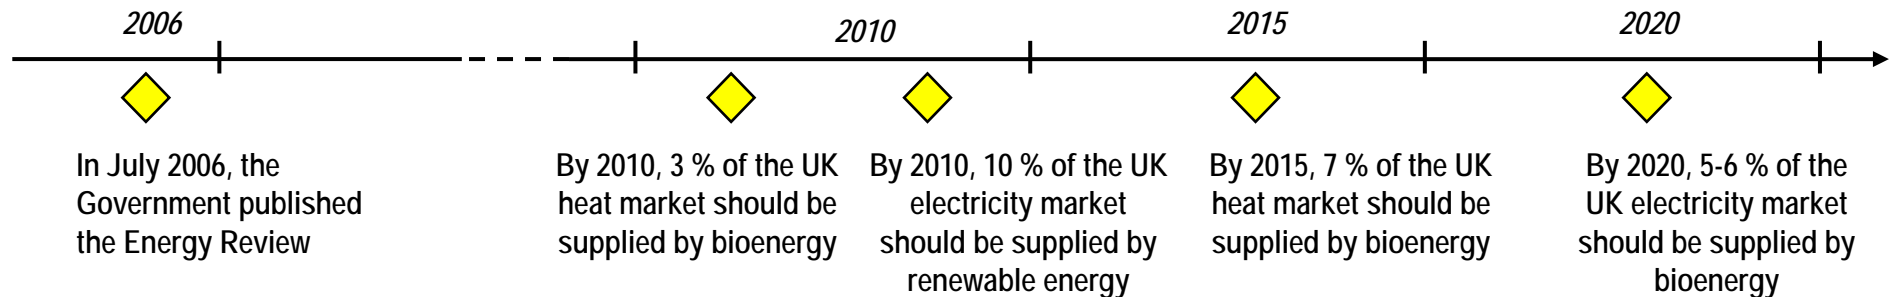 2006
2010
2015
2020
In July 2006, the
Government published
the Energy Review
By 2010, 3 % of the UK
heat market should be
supplied by bioenergy
By 2010, 10 % of the UK
electricity market
should be supplied by
renewable energy
By 2015, 7 % of the UK
heat market should be
supplied by bioenergy
By 2020, 5-6 % of the
UK electricity market
should be supplied by
bioenergy